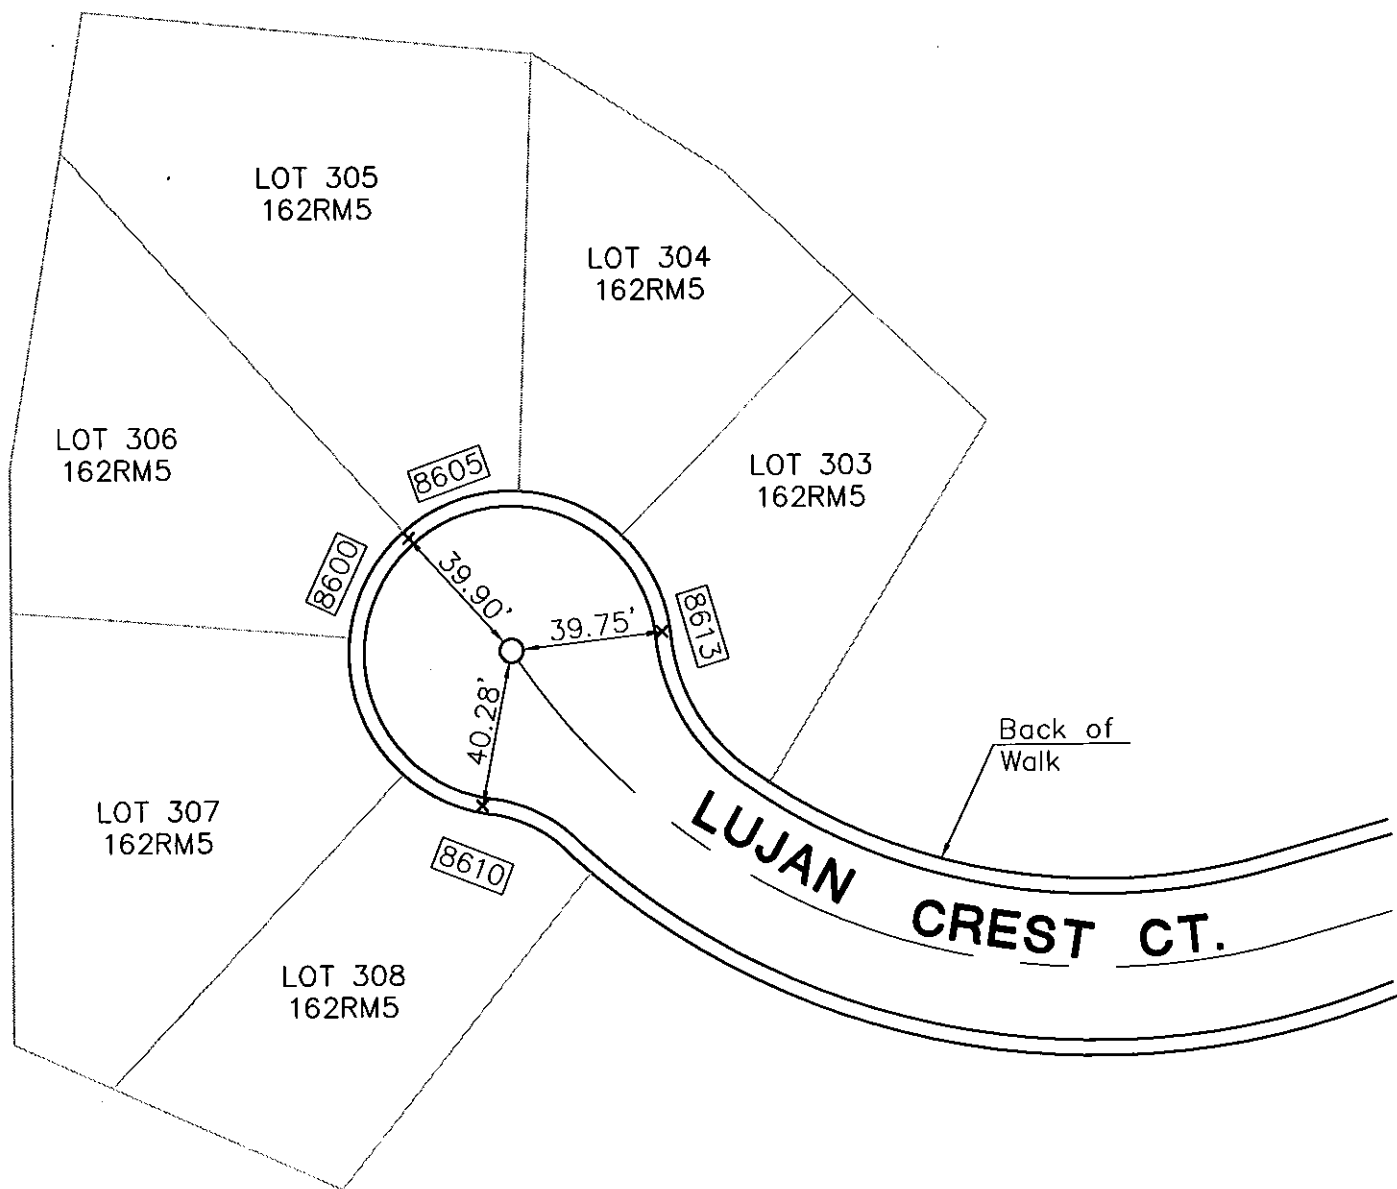 LOT 305
162RM5
LOT 304
162RM5
LOT 306
162RM5
LOT 303
162RM5
8605
8600
39.90'
39.75'
8613
40.28'
Back of
Walk
LOT 307
162RM5
8610
LUJAN CREST CT.
LOT 308
162RM5